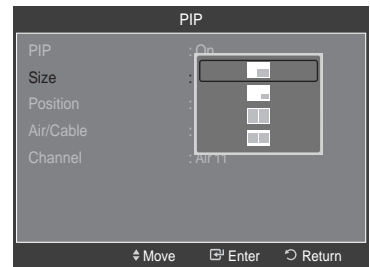 PIP
PIP : On
Size :
Position :
Air/Cable :
Channel : Air 11
Move Enter Return